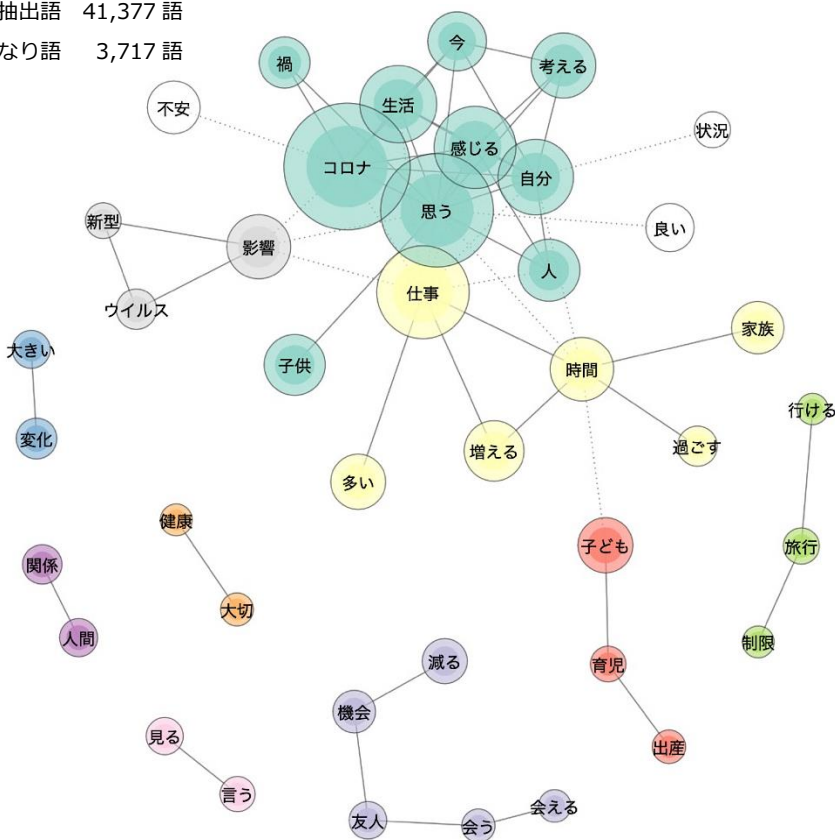 抽出語 41,377 語
なり語 3,717 語
今
禍
考える
生活
不安
状況
感じる
コロナ
自分
思う
新型
良い
影響
人
仕事
ウイルス
家族
大きい
子供
時間
行ける
変化
増える
過ごす
多い
健康
子ども
旅行
関係
大切
人間
制限
減る
育児
機会
見る
出産
言う
会える
友人
会う